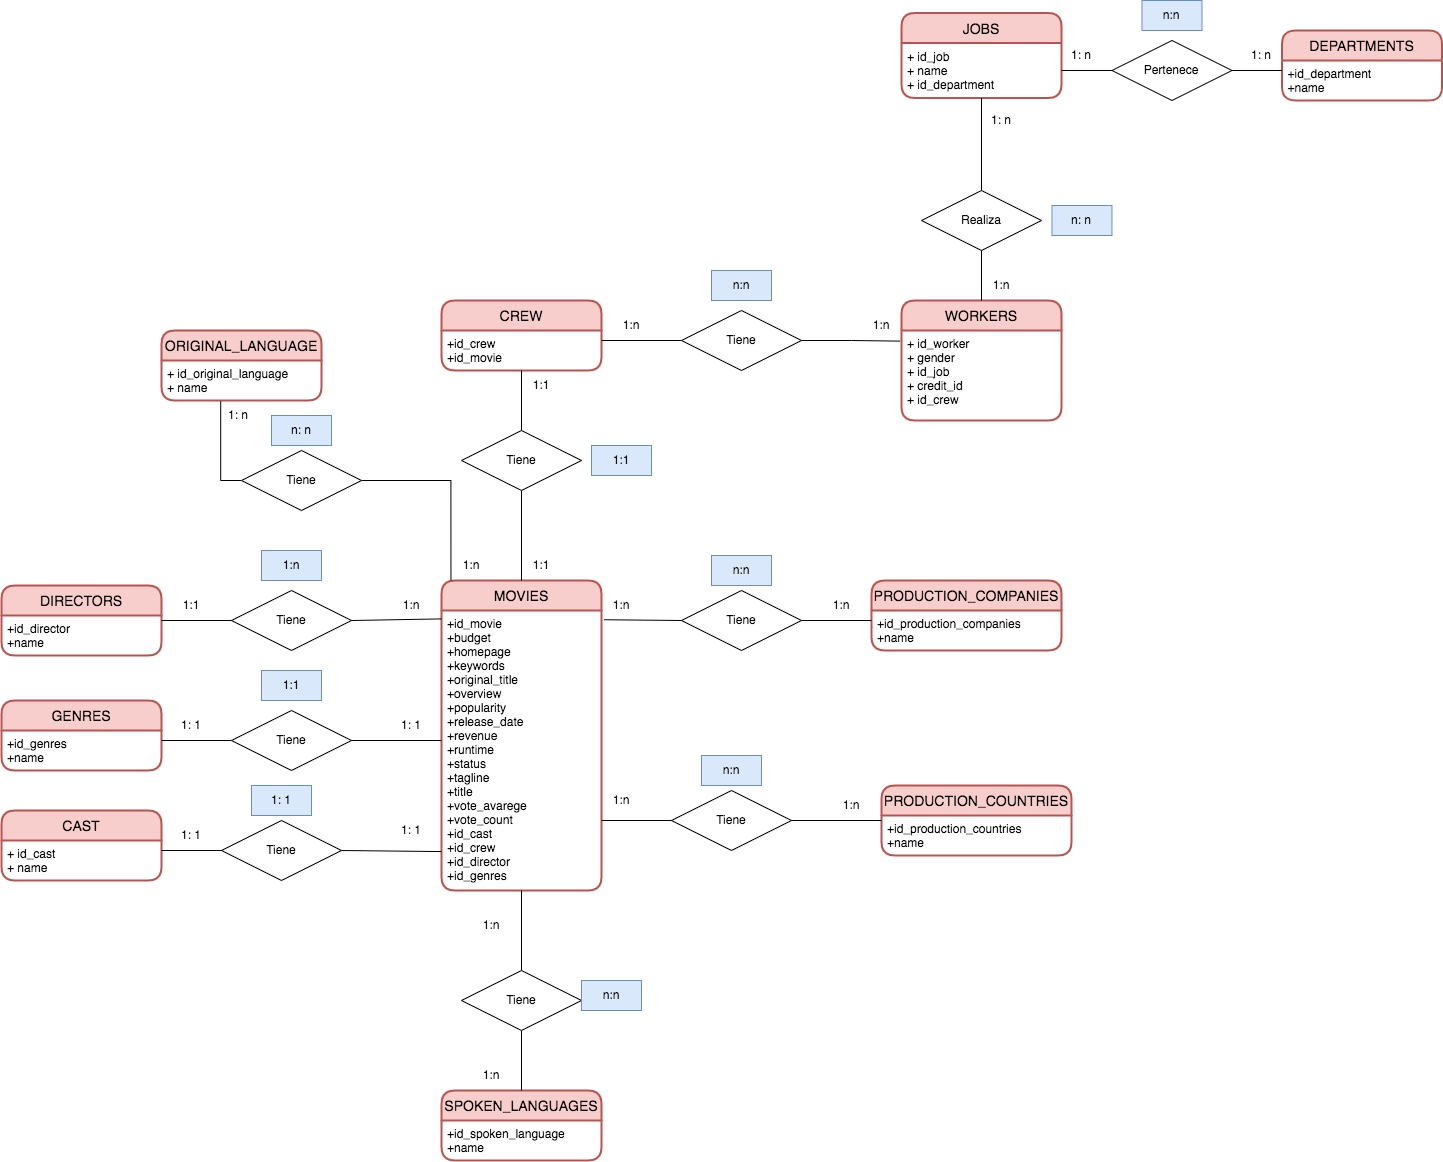 n:n
JOBS
+ id_job
+ name
+ id_department
1: n
Pertenece
1: n
DEPARTMENTS
+id_department
+name
1: n
Realiza
n: n
1:n
WORKERS
+ id_worker
+ gender
+ id_job
+ credit_id
+ id_crew
n:n
1:n
Tiene
1:n
CREW
+id_crew
+id_movie
1:1
Tiene
1:1
1:1
ORIGINAL_LANGUAGE
+ id_original_language
+ name
1: n
n: n
Tiene
1:n
DIRECTORS
+id_director
+name
1:1
1:n
Tiene
1:n
GENRES
+id_genres
+name
1: 1
1:1
Tiene
1: 1
CAST
+ id_cast
+ name
1: 1
1: 1
Tiene
1: 1
MOVIES
+id_movie
+budget
+homepage
+keywords
+original_title
+overview
+popularity
+release_date
+revenue
+runtime
+status
+tagline
+title
+vote_avarege
+vote_count
+id_cast
+id_crew
+id_director
+id_genres
1:n
n:n
Tiene
1:n
PRODUCTION_COMPANIES
+id_production_companies
+name
1:n
n:n
Tiene
1:n
PRODUCTION_COUNTRIES
+id_production_countries
+name
1:n
Tiene
n:n
1:n
SPOKEN_LANGUAGES
+id_spoken_language
+name